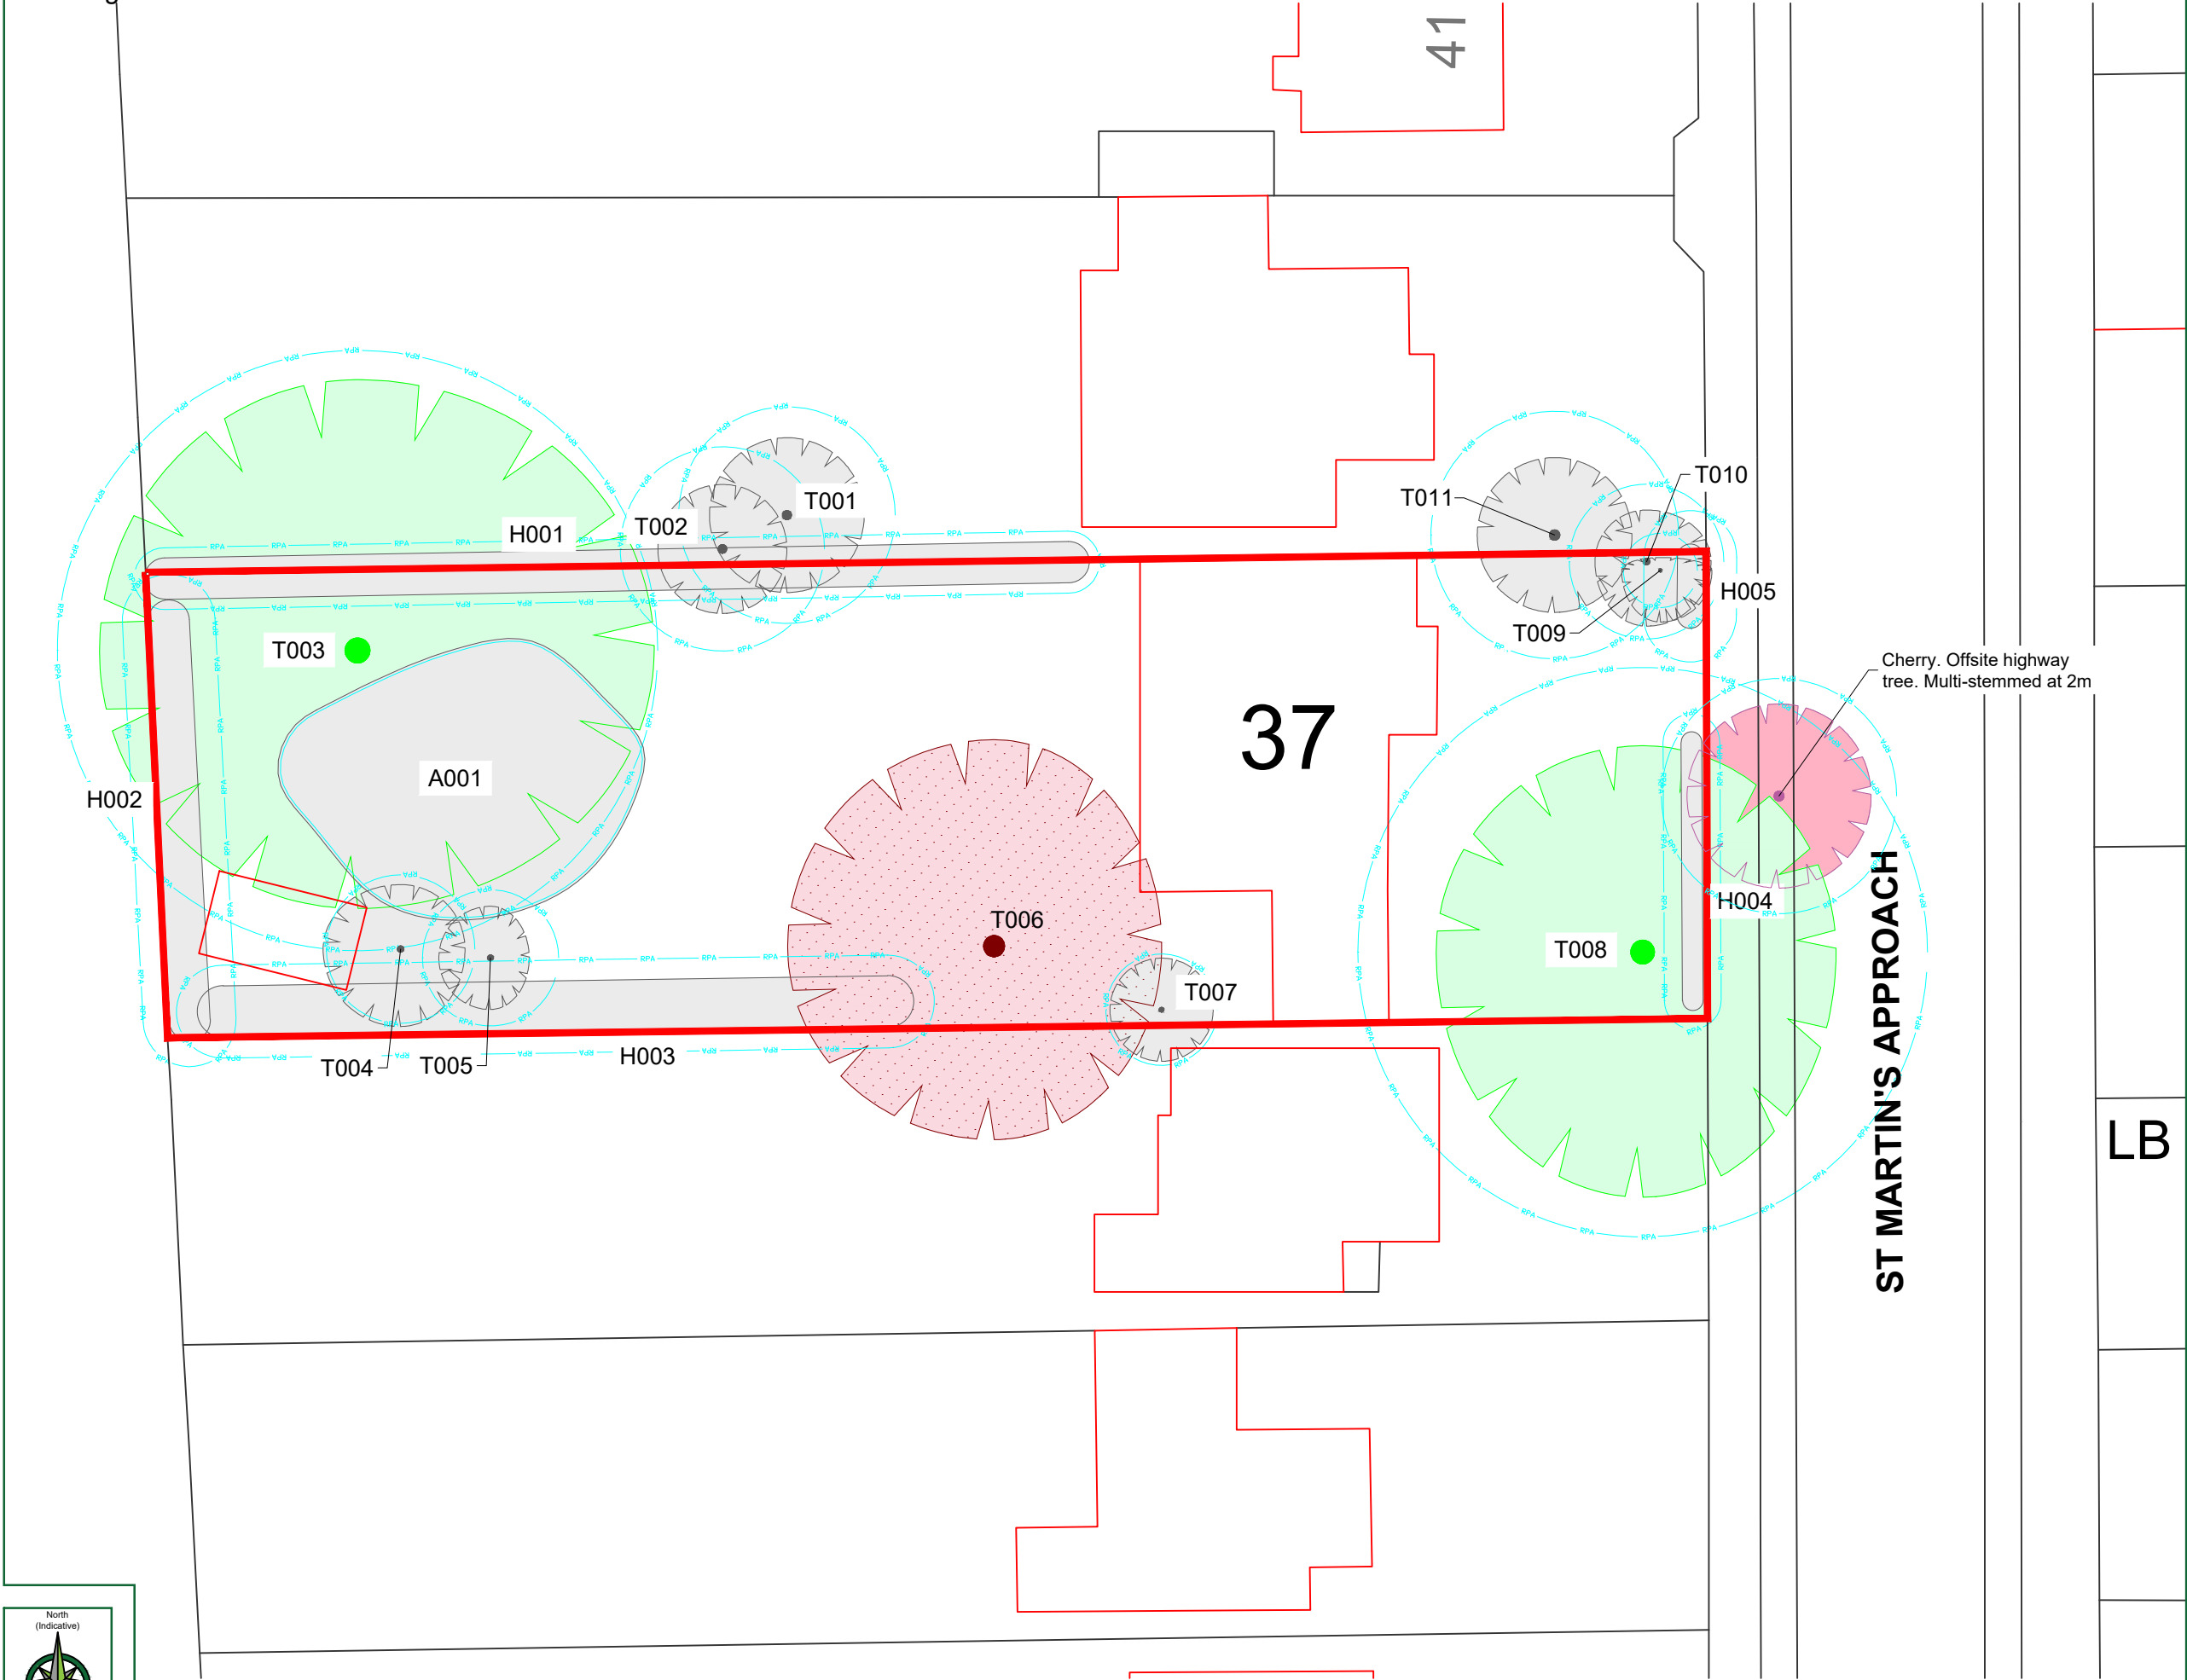 41
T001
H001
T002
T010
T011
H005
T009
T003
Cherry. Offsite highway
tree. Multi-stemmed at 2m
37
A001
H002
H004
T006
T008
T007
H003
T004
T005
ST MARTIN'S APPROACH
LB
North
(Indicative)
RPA